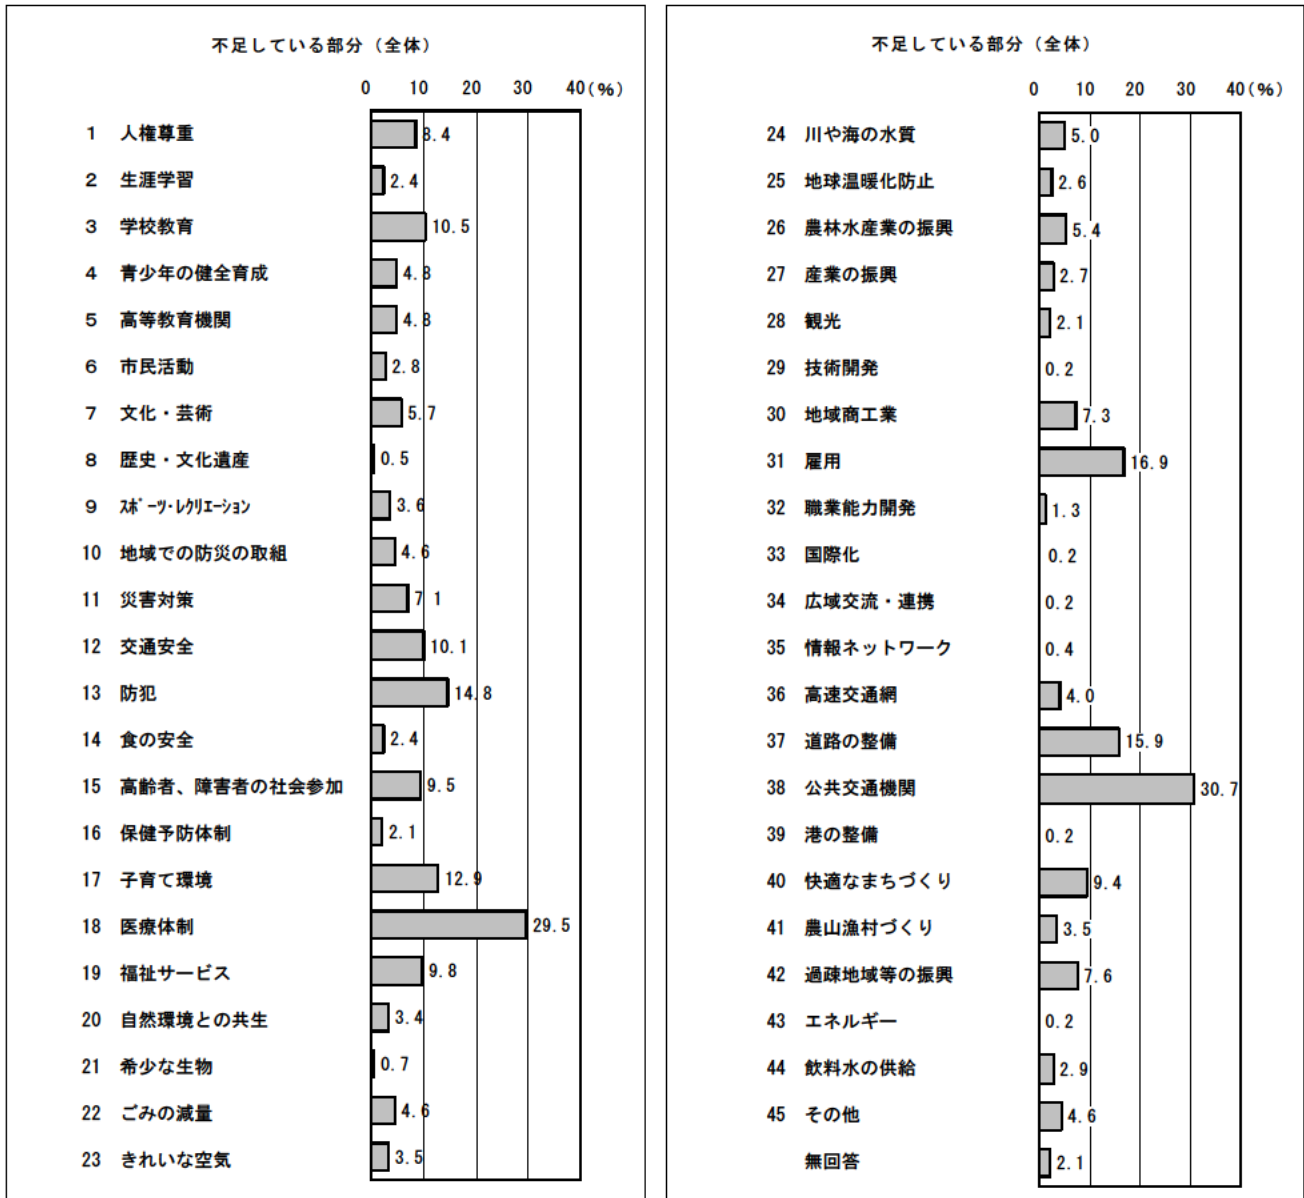 不足している部分（全体）
0 10 20 30 40(%)
1 人権尊重 8.4
2 生涯学習 2.4
3 学校教育 10.5
4 青少年の健全育成 4.8
5 高等教育機関 4.8
6 市民活動 2.8
7 文化・芸術 5.7
8 歴史・文化遺産 0.5
9 ｽﾎﾟｰﾂ･ﾚｸﾘｴｰｼｮﾝ 3.6
10 地域での防災の取組 4.6
11 災害対策 7.1
12 交通安全 10.1
13 防犯 14.8
14 食の安全 2.4
15 高齢者、障害者の社会参加 9.5
16 保健予防体制 2.1
17 子育て環境 12.9
18 医療体制 29.5
19 福祉サービス 9.8
20 自然環境との共生 3.4
21 希少な生物 0.7
22 ごみの減量 4.6
23 きれいな空気 3.5
不足している部分（全体）
0 10 20 30 40(%)
24 川や海の水質 5.0
25 地球温暖化防止 2.6
26 農林水産業の振興 5.4
27 産業の振興 2.7
28 観光 2.1
29 技術開発 0.2
30 地域商工業 7.3
31 雇用 16.9
32 職業能力開発 1.3
33 国際化 0.2
34 広域交流・連携 0.2
35 情報ネットワーク 0.4
36 高速交通網 4.0
37 道路の整備 15.9
38 公共交通機関 30.7
39 港の整備 0.2
40 快適なまちづくり 9.4
41 農山漁村づくり 3.5
42 過疎地域等の振興 7.6
43 エネルギー 0.2
44 飲料水の供給 2.9
45 その他 4.6
無回答 2.1